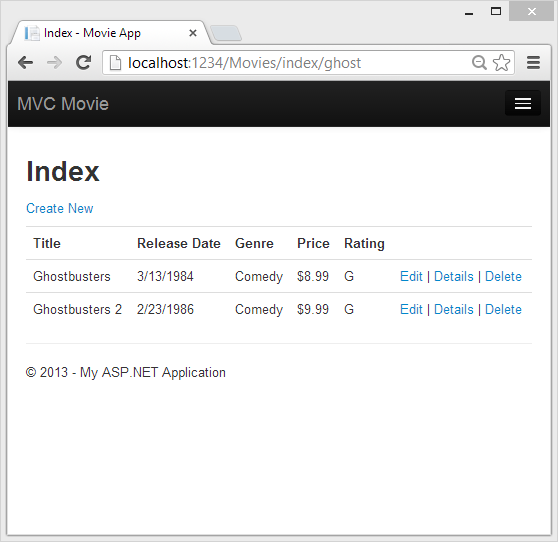 Index - Movie App
localhost:1234/Movies/index/ghost
MVC Movie
Index
Create New
Title Release Date Genre Price Rating
Ghostbusters 3/13/1984 Comedy $8.99 G Edit | Details | Delete
Ghostbusters 2 2/23/1986 Comedy $9.99 G Edit | Details | Delete
© 2013 - My ASP.NET Application